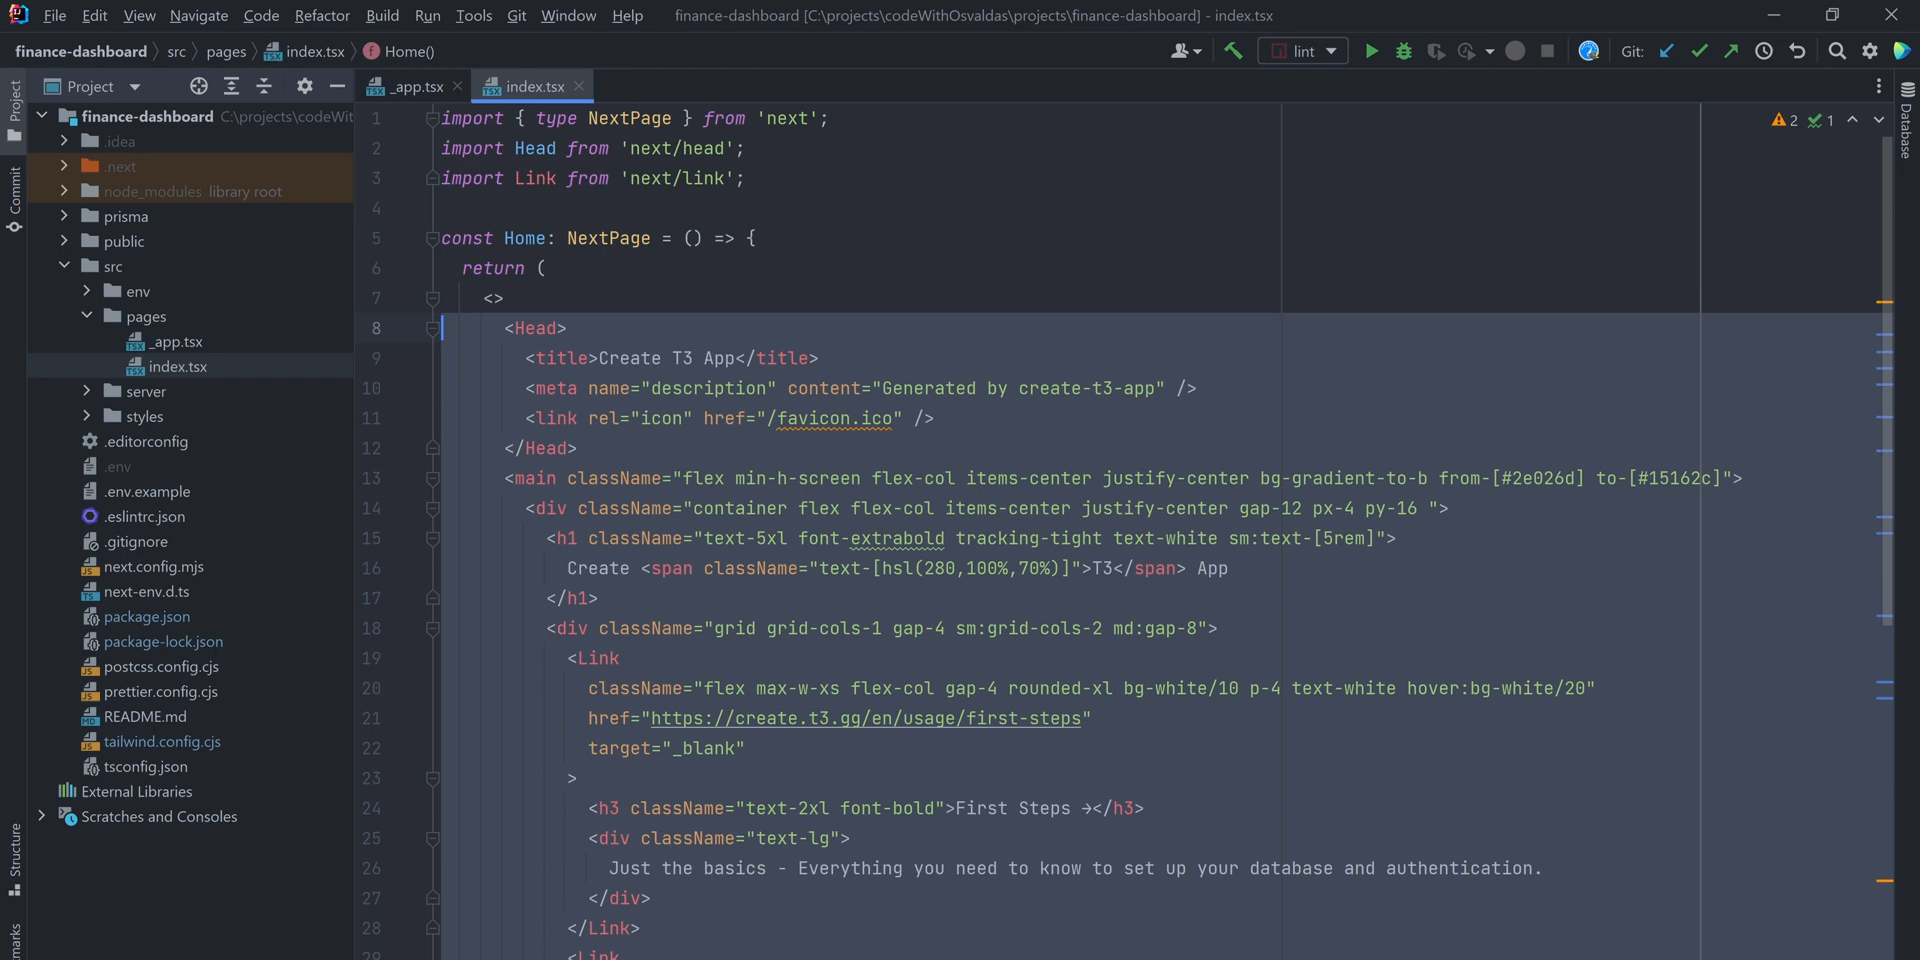 File Edit View Navigate Code Refactor Build Run Tools Git Window Help finance-dashboard [C:\projects\codeWithOsvaldas\projects\finance-dashboard] - index.tsx
finance-dashboard src pages index.tsx Home() lint Git:
Project
_app.tsx
index.tsx
Project
Commit
Structure
Database
finance-dashboard C:\projects\codeWit
.idea
.next
node_modules library root
prisma
public
src
env
pages
_app.tsx
index.tsx
server
styles
.editorconfig
.env
.env.example
.eslintrc.json
.gitignore
next.config.mjs
next-env.d.ts
package.json
package-lock.json
postcss.config.cjs
prettier.config.cjs
README.md
tailwind.config.cjs
tsconfig.json
External Libraries
Scratches and Consoles
2 1
1 import { type NextPage } from 'next';
2 import Head from 'next/head';
3 import Link from 'next/link';
4
5 const Home: NextPage = () => {
6 return (
7 <>
8 <Head>
9 <title>Create T3 App</title>
10 <meta name="description" content="Generated by create-t3-app" />
11 <link rel="icon" href="/favicon.ico" />
12 </Head>
13 <main className="flex min-h-screen flex-col items-center justify-center bg-gradient-to-b from-[#2e026d] to-[#15162c]">
14 <div className="container flex flex-col items-center justify-center gap-12 px-4 py-16 ">
15 <h1 className="text-5xl font-extrabold tracking-tight text-white sm:text-[5rem]">
16 Create <span className="text-[hsl(280,100%,70%)]">T3</span> App
17 </h1>
18 <div className="grid grid-cols-1 gap-4 sm:grid-cols-2 md:gap-8">
19 <Link
20 className="flex max-w-xs flex-col gap-4 rounded-xl bg-white/10 p-4 text-white hover:bg-white/20"
21 href="https://create.t3.gg/en/usage/first-steps"
22 target="_blank"
23 >
24 <h3 className="text-2xl font-bold">First Steps →</h3>
25 <div className="text-lg">
26 Just the basics - Everything you need to know to set up your database and authentication.
27 </div>
28 </Link>
29 <Link